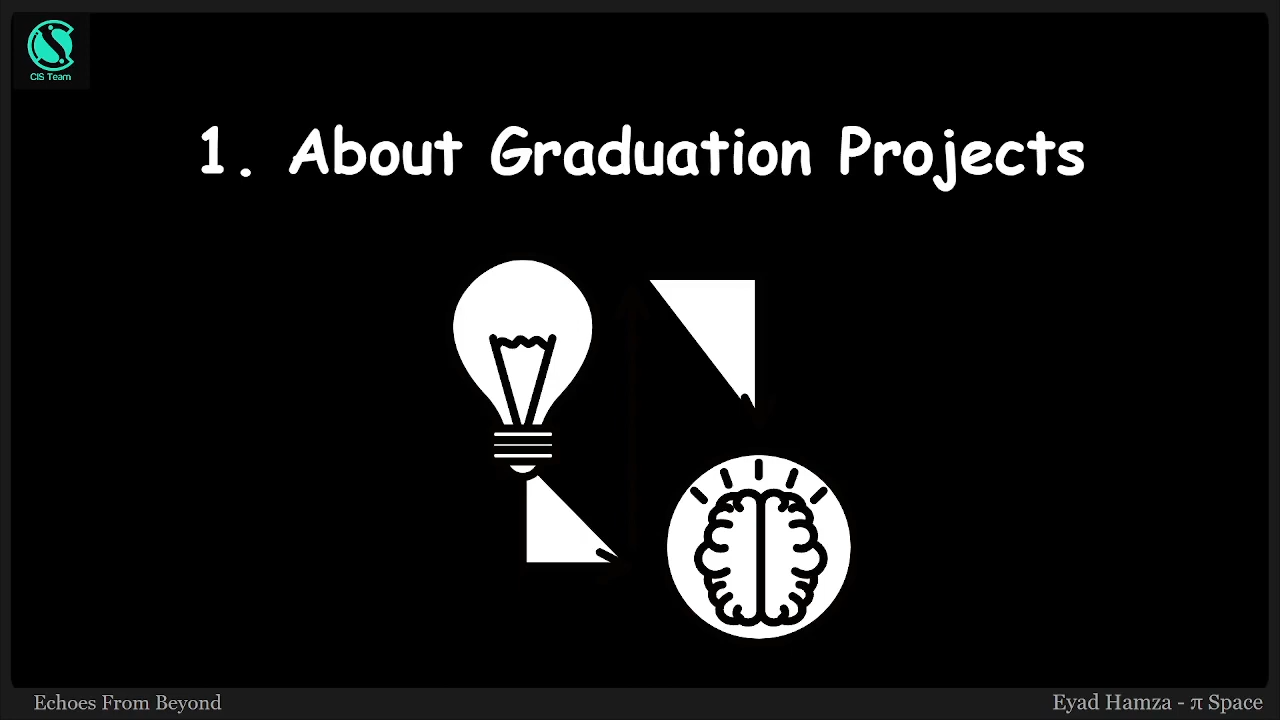 CIS Team
1. About Graduation Projects
Echoes From Beyond
Eyad Hamza - π Space